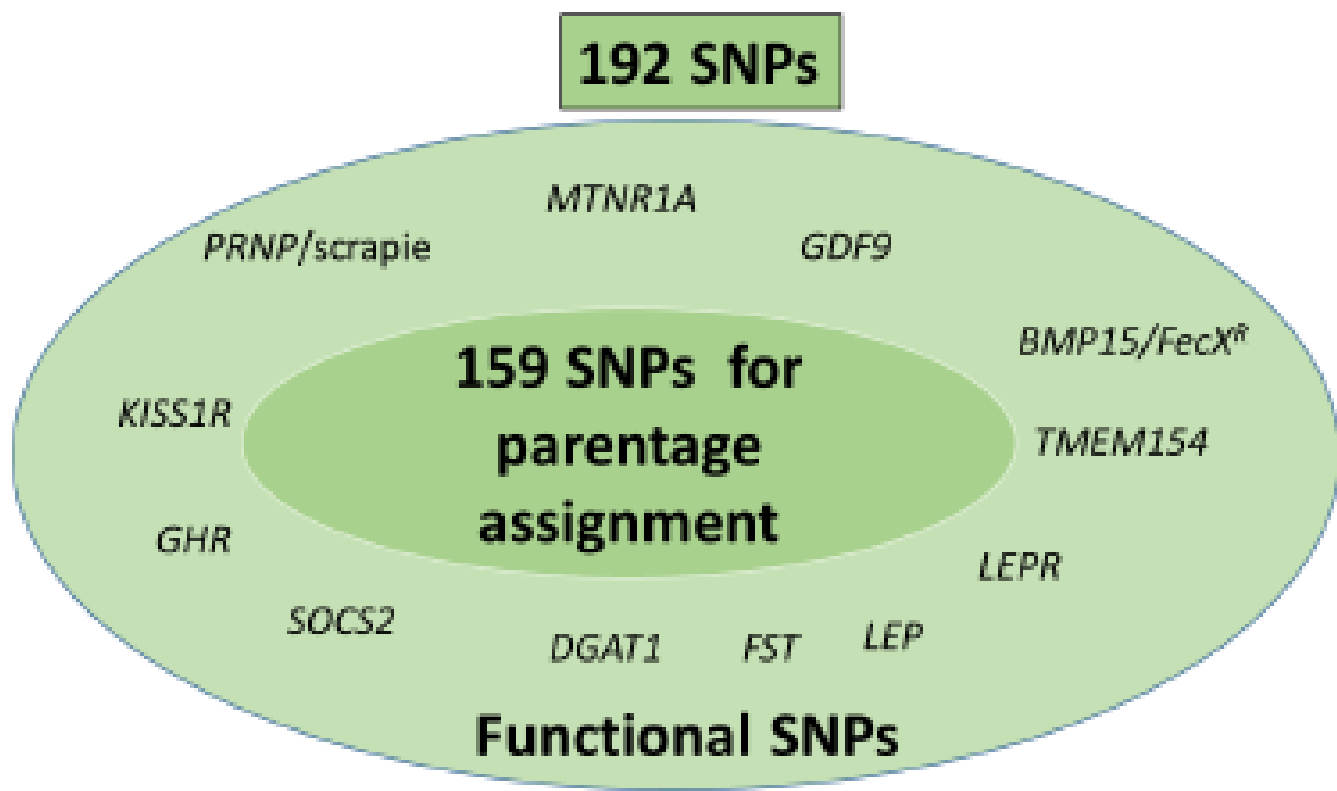 192 SNPs
MTNR1A
PRNP/scrapie
GDF9
BMP15/FecXᴿ
159 SNPs for
parentage
assignment
KISS1R
TMEM154
GHR
LEPR
SOCS2
DGAT1
FST
LEP
Functional SNPs